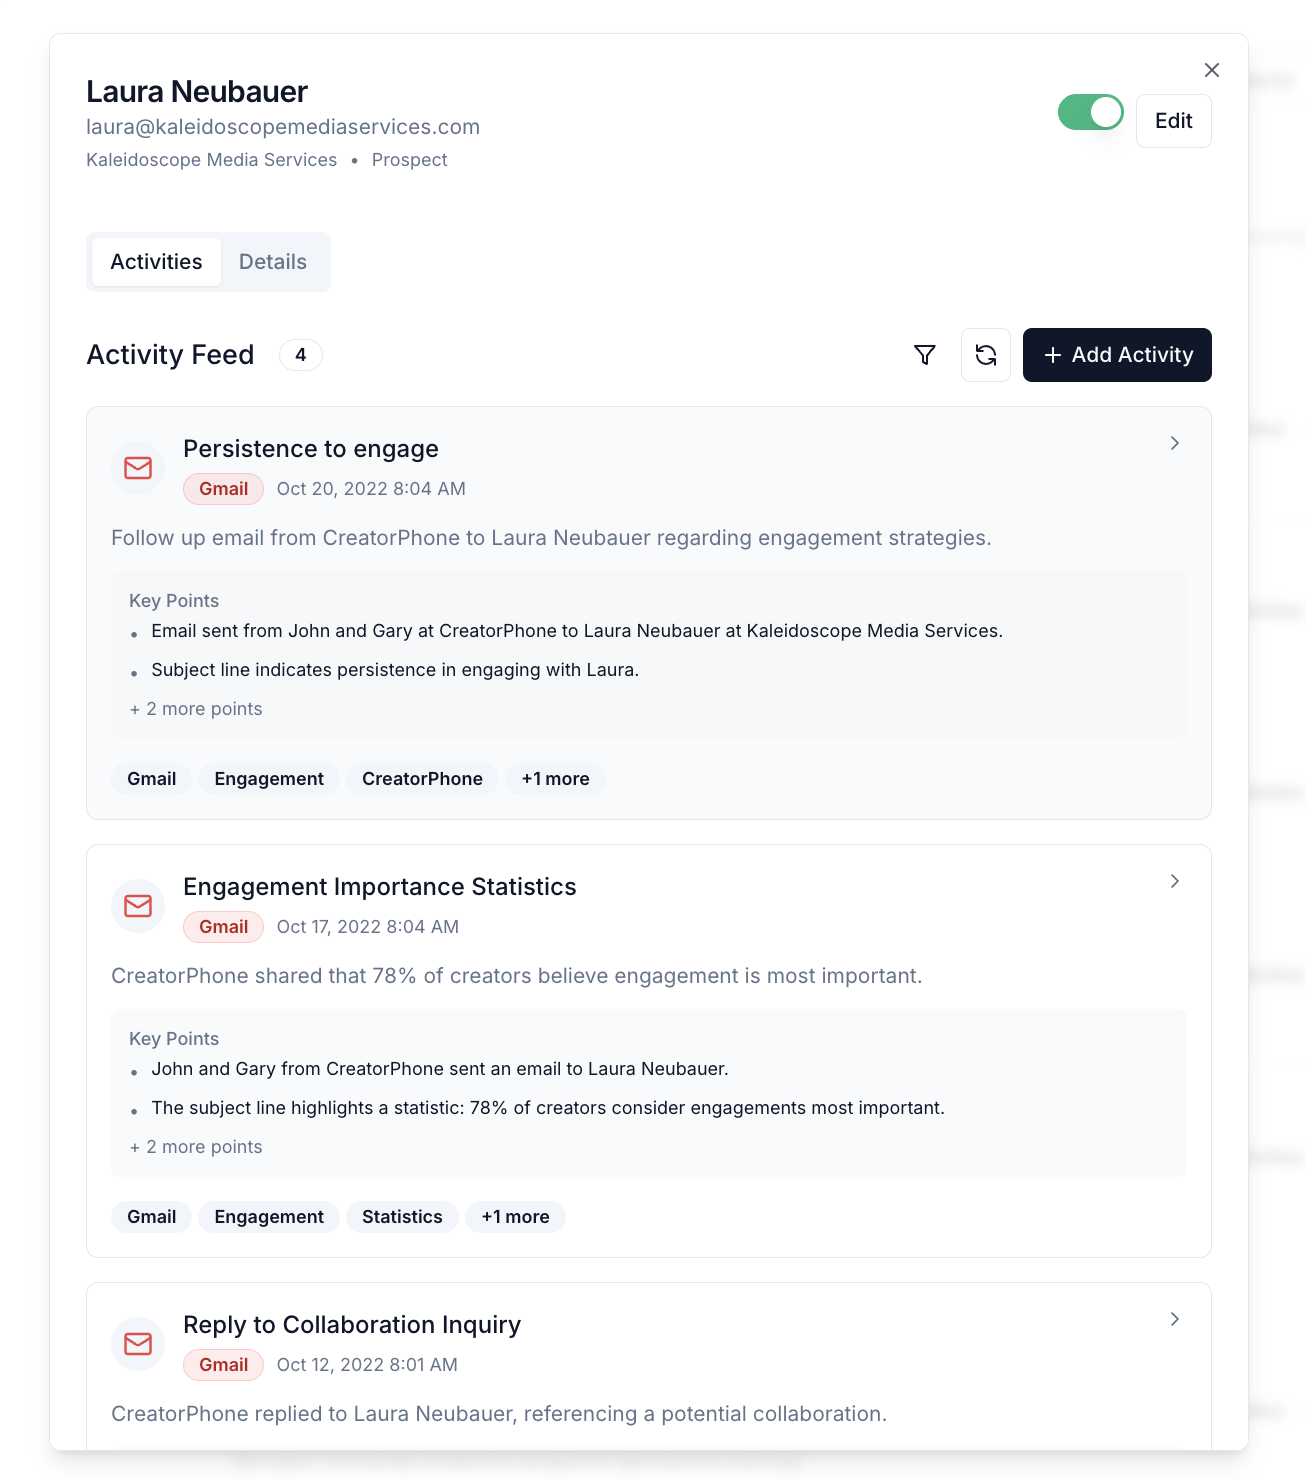 Laura Neubauer
laura@kaleidoscopemediaservices.com
Kaleidoscope Media Services • Prospect
Edit
Activities
Details
Activity Feed 4
+ Add Activity
Persistence to engage
Gmail Oct 20, 2022 8:04 AM
Follow up email from CreatorPhone to Laura Neubauer regarding engagement strategies.
Key Points
• Email sent from John and Gary at CreatorPhone to Laura Neubauer at Kaleidoscope Media Services.
• Subject line indicates persistence in engaging with Laura.
+ 2 more points
Gmail Engagement CreatorPhone +1 more
Engagement Importance Statistics
Gmail Oct 17, 2022 8:04 AM
CreatorPhone shared that 78% of creators believe engagement is most important.
Key Points
• John and Gary from CreatorPhone sent an email to Laura Neubauer.
• The subject line highlights a statistic: 78% of creators consider engagements most important.
+ 2 more points
Gmail Engagement Statistics +1 more
Reply to Collaboration Inquiry
Gmail Oct 12, 2022 8:01 AM
CreatorPhone replied to Laura Neubauer, referencing a potential collaboration.